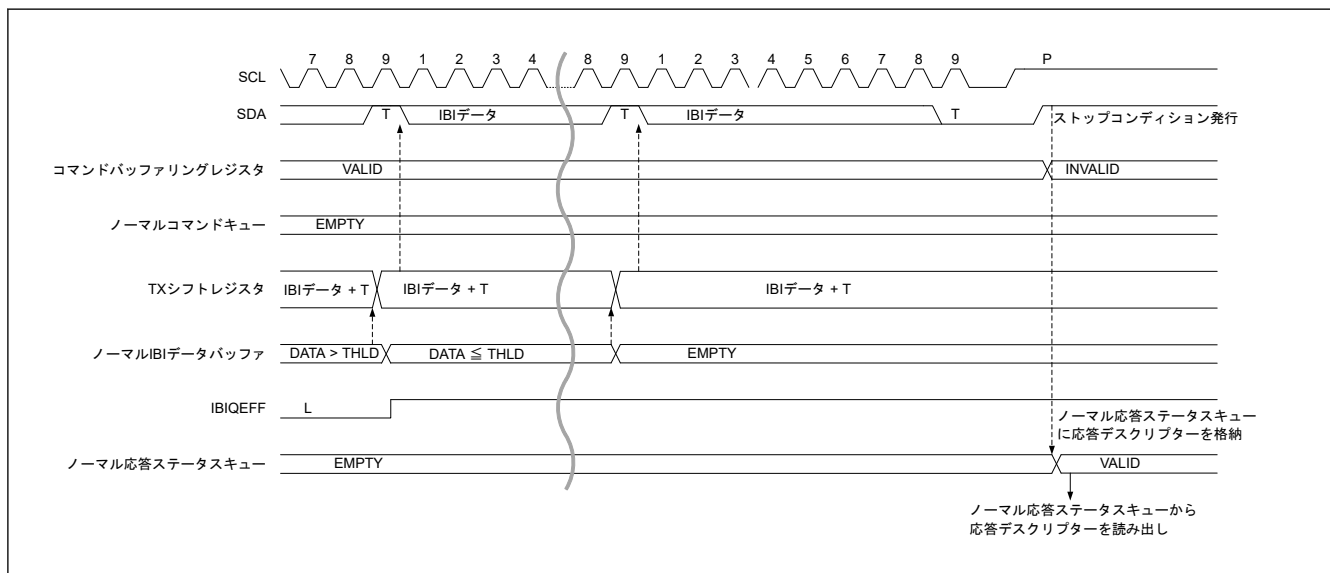 7 8 9 1 2 3 4 8 9 1 2 3 4 5 6 7 8 9 P
SCL
SDA T IBIデータ T IBIデータ T ストップコンディション発行
コマンドバッファリングレジスタ VALID INVALID
ノーマルコマンドキュー EMPTY
TXシフトレジスタ IBIデータ + T IBIデータ + T IBIデータ + T
ノーマルIBIデータバッファ DATA > THLD DATA ≦ THLD EMPTY
IBIQEFF L
ノーマル応答ステータスキュー
に応答デスクリプターを格納
ノーマル応答ステータスキュー EMPTY VALID
ノーマル応答ステータスキューから
応答デスクリプターを読み出し